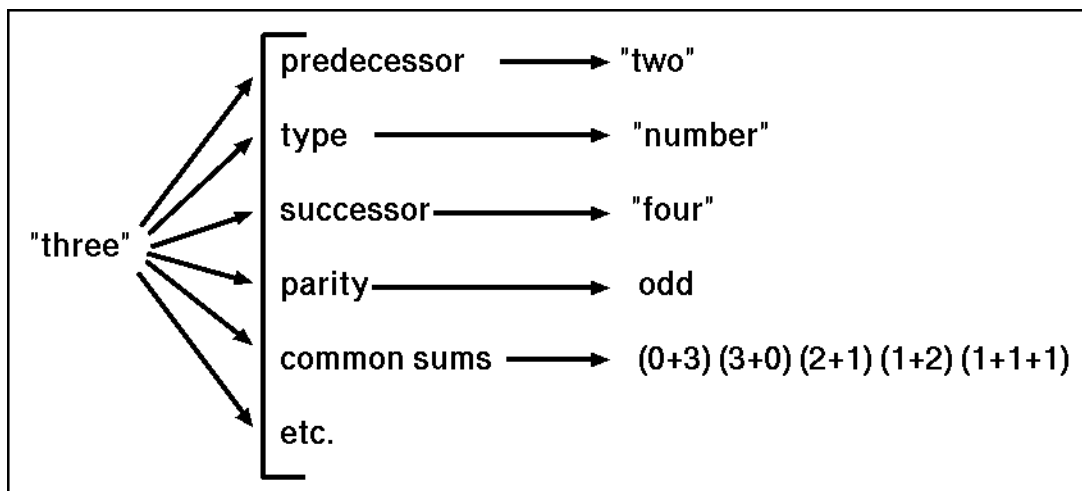 predecessor "two"
type "number"
successor "four"
"three"
parity odd
common sums (0+3) (3+0) (2+1) (1+2) (1+1+1)
etc.